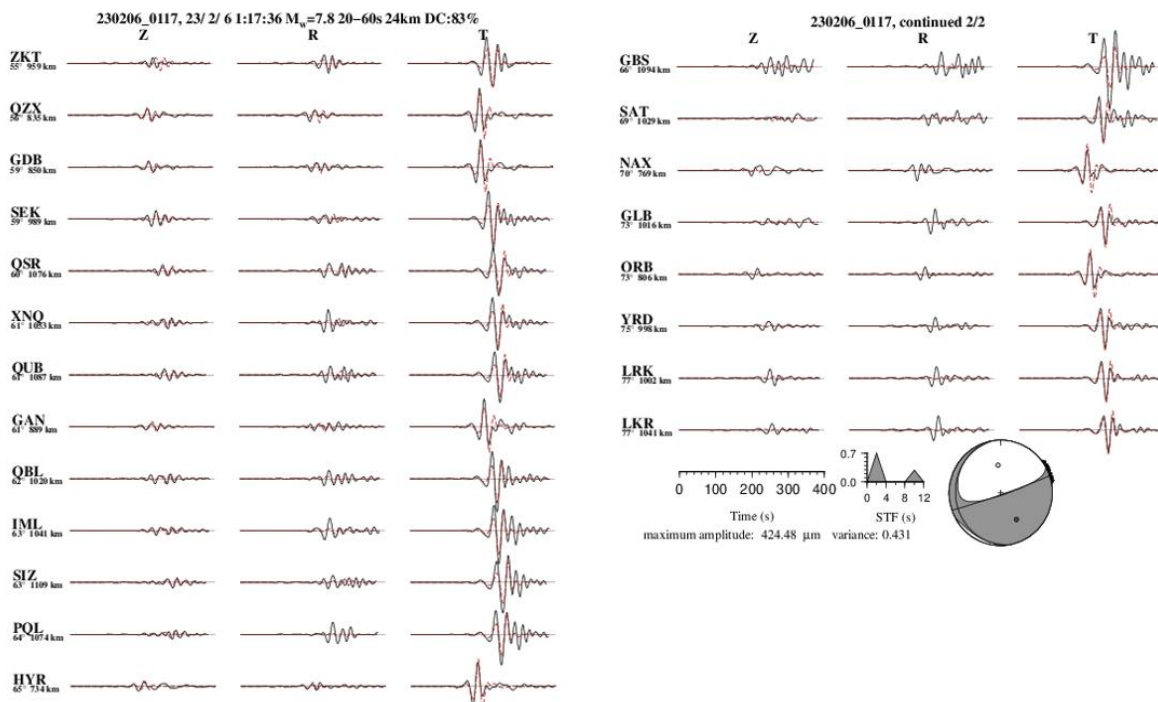 230206_0117, 23/ 2/ 6 1:17:36 Mw=7.8 20−60s 24km DC:83%
Z R T
ZKT
55° 959 km
QZX
56° 835 km
GDB
59° 850 km
SEK
59° 989 km
QSR
60° 1076 km
XNQ
61° 1053 km
QUB
61° 1087 km
GAN
61° 889 km
QBL
62° 1020 km
IML
63° 1041 km
SIZ
63° 1109 km
PQL
64° 1074 km
HYR
65° 734 km
230206_0117, continued 2/2
Z R T
GBS
66° 1094 km
SAT
69° 1029 km
NAX
70° 769 km
GLB
73° 1016 km
ORB
73° 806 km
YRD
75° 998 km
LRK
77° 1002 km
LKR
77° 1041 km
0 100 200 300 400
Time (s)
0.7
0.0
0 4 8 12
STF (s)
maximum amplitude: 424.48 µm variance: 0.431